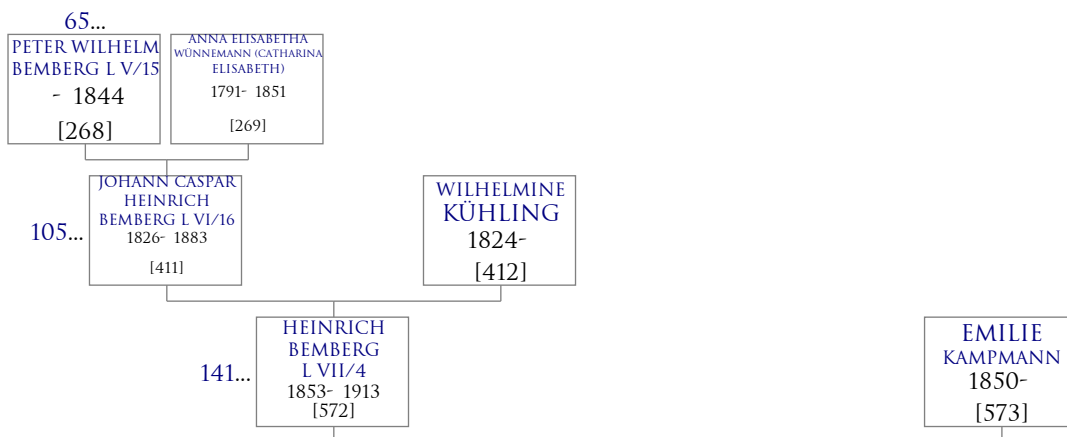 65...
PETER WILHELM
BEMBERG L V/15
- 1844
[268]
ANNA ELISABETHA
WÜNNEMANN (CATHARINA
ELISABETH)
1791- 1851
[269]
105...
JOHANN CASPAR
HEINRICH
BEMBERG L VI/16
1826- 1883
[411]
WILHELMINE
KÜHLING
1824-
[412]
141...
HEINRICH
BEMBERG
L VII/4
1853- 1913
[572]
EMILIE
KAMPMANN
1850-
[573]